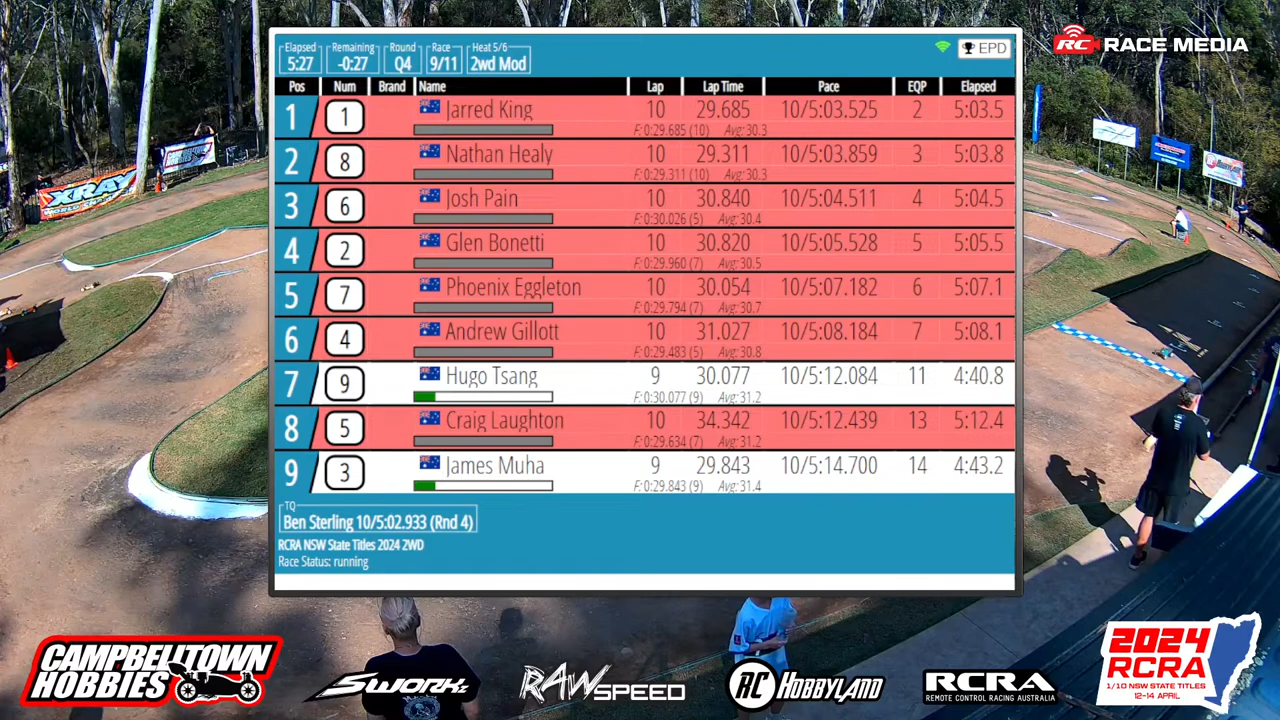 RC RACE MEDIA
Elapsed Remaining Round Race Heat 5/6
5:27 -0:27 Q4 9/11 2wd Mod
EPD
Pos Num Brand Name Lap Lap Time Pace EQP Elapsed
1 1 Jarred King 10 29.685 10/5:03.525 2 5:03.5
F: 0:29.685 (10) Avg: 30.3
2 8 Nathan Healy 10 29.311 10/5:03.859 3 5:03.8
F: 0:29.311 (10) Avg: 30.3
3 6 Josh Pain 10 30.840 10/5:04.511 4 5:04.5
F: 0:30.026 (5) Avg: 30.4
4 2 Glen Bonetti 10 30.820 10/5:05.528 5 5:05.5
F: 0:29.960 (7) Avg: 30.5
5 7 Phoenix Eggleton 10 30.054 10/5:07.182 6 5:07.1
F: 0:29.794 (7) Avg: 30.7
6 4 Andrew Gillott 10 31.027 10/5:08.184 7 5:08.1
F: 0:29.483 (5) Avg: 30.8
7 9 Hugo Tsang 9 30.077 10/5:12.084 11 4:40.8
F: 0:30.077 (9) Avg: 31.2
8 5 Craig Laughton 10 34.342 10/5:12.439 13 5:12.4
F: 0:29.634 (7) Avg: 31.2
9 3 James Muha 9 29.843 10/5:14.700 14 4:43.2
F: 0:29.843 (9) Avg: 31.4
TQ
Ben Sterling 10/5:02.933 (Rnd 4)
RCRA NSW State Titles 2024 2WD
Race Status: running
CAMPBELLTOWN
HOBBIES
XRAY
CAMPBELLTOWN
HOBBIES
SWORKz
RAW SPEED
RC HOBBYLAND
RCRA
REMOTE CONTROL RACING AUSTRALIA
2024
RCRA
1/10 NSW STATE TITLES
12-14 APRIL